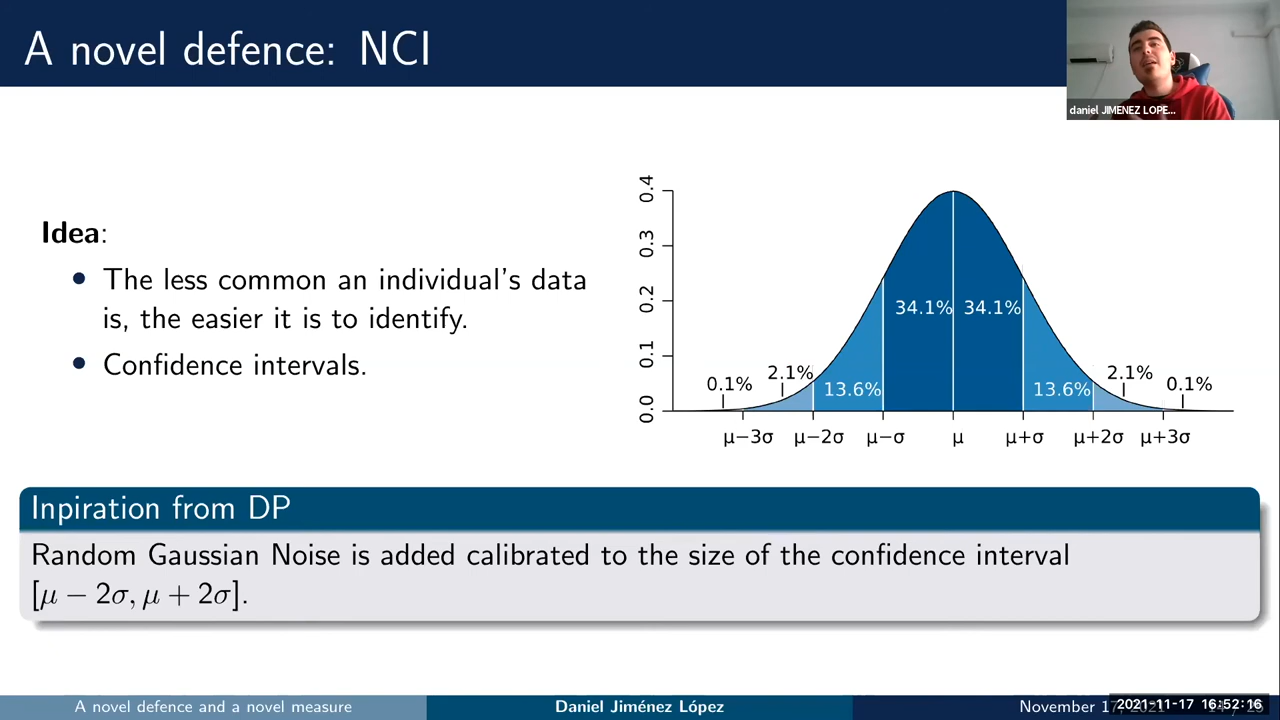 A novel defence: NCI
daniel JIMENEZ LOPE...
Idea:
• The less common an individual's data
is, the easier it is to identify.
• Confidence intervals.
0.4
0.3
0.2
0.1
0.0
34.1% 34.1%
0.1% 2.1% 13.6% 13.6% 2.1% 0.1%
μ−3σ μ−2σ μ−σ μ μ+σ μ+2σ μ+3σ
Inpiration from DP
Random Gaussian Noise is added calibrated to the size of the confidence interval
[μ − 2σ, μ + 2σ].
A novel defence and a novel measure
Daniel Jiménez López
November 17,
2021-11-17 16:52:16